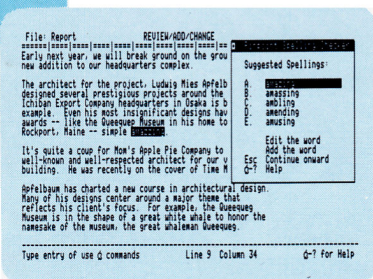 File: Report REVIEW/ADD/CHANGE
Early next year, we will break ground on the grou
new addition to our headquarters complex.
The architect for the project, Ludwig Mies Apfelb
designed several prestigious projects around the
Ichiban Export Company headquarters in Osaka is b
example. Even his most insignificant designs hav
awards -- like the Queequeg Museum in his home to
Rockport, Maine -- simple
It's quite a coup for Mom's Apple Pie Company to
well-known and well-respected architect for our v
building. He was recently on the cover of Time M
Apfelbaum has charted a new course in architectural design.
Many of his designs center around a major theme that
reflects his client's focus. For example, the Queequeg
Museum is in the shape of a great white whale to honor the
namesake of the museum, the great whaleman Queequeg.
Spelling Checker
Suggested Spellings:
A. amazing
B. amassing
C. ambling
D. amending
E. amusing
Edit the word
Add the word
Esc Continue onward
-? for Help
Type entry or use commands Line 9 Column 34 -? for Help